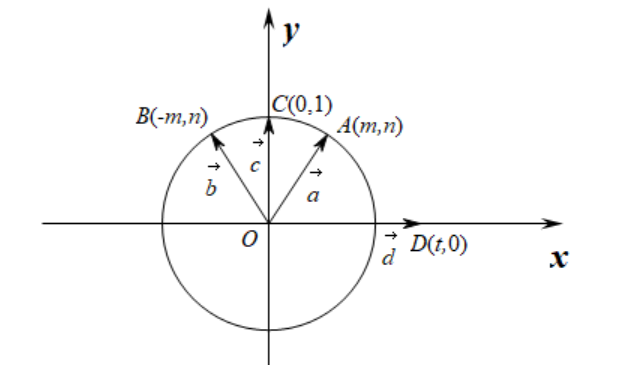 y
C(0,1)
B(-m,n)
A(m,n)
c
b
a
O
d
D(t,0)
x